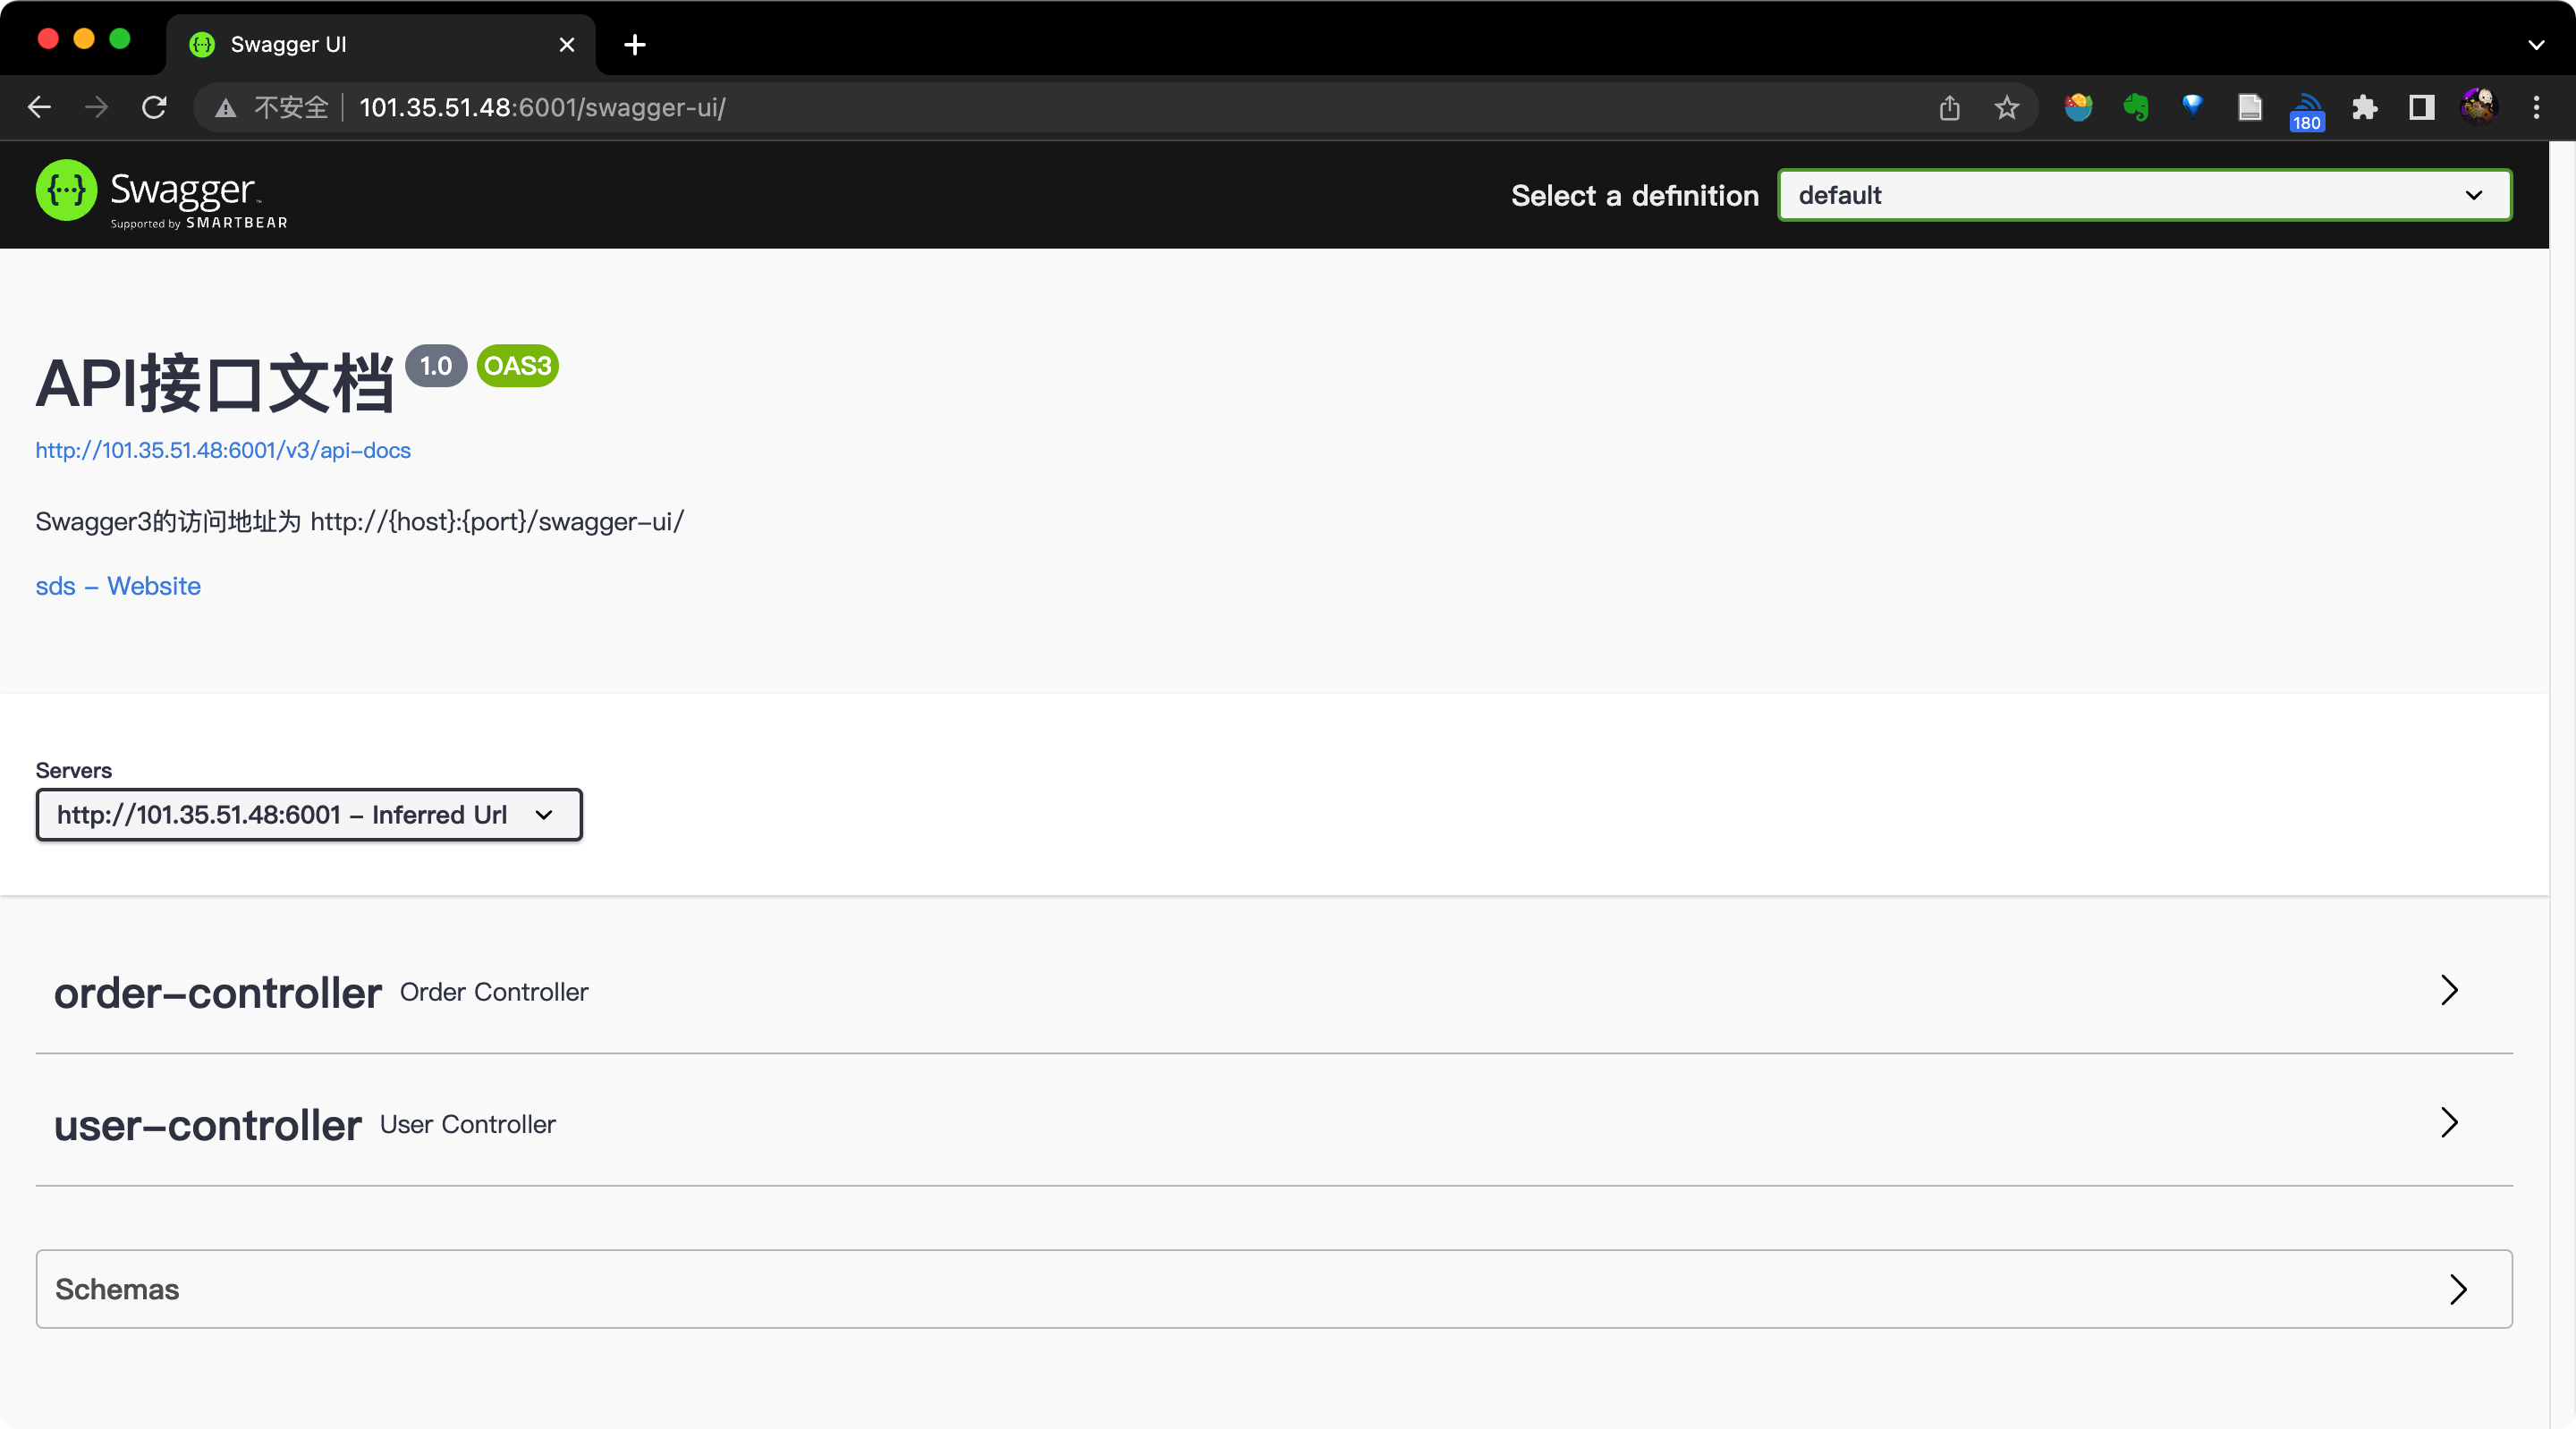 Swagger UI
不安全 101.35.51.48:6001/swagger-ui/
180
Swagger
Supported by SMARTBEAR
Select a definition default
API接口文档 1.0 OAS3
http://101.35.51.48:6001/v3/api-docs
Swagger3的访问地址为 http://{host}:{port}/swagger-ui/
sds - Website
Servers
http://101.35.51.48:6001 - Inferred Url
order-controller Order Controller
user-controller User Controller
Schemas